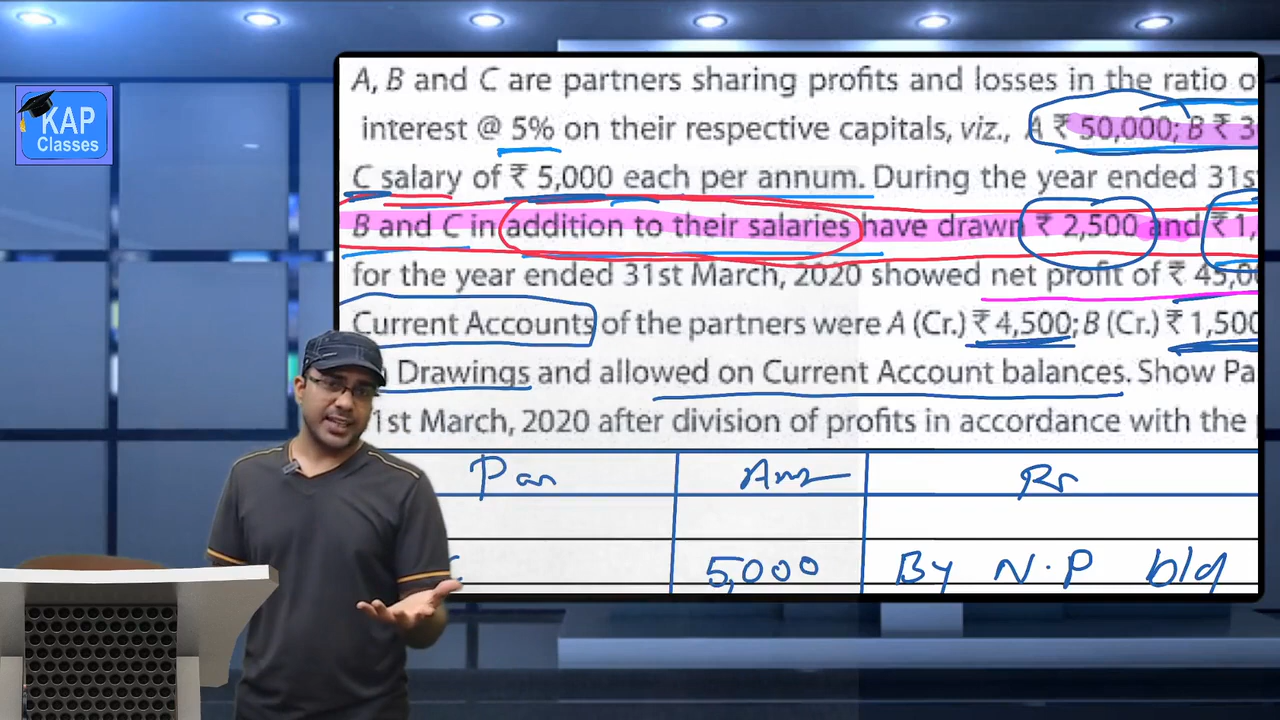 KAP
Classes
A, B and C are partners sharing profits and losses in the ratio o
interest @ 5% on their respective capitals, viz., A ₹ 50,000; B ₹ 3
C salary of ₹ 5,000 each per annum. During the year ended 31s
B and C in addition to their salaries have drawn ₹ 2,500 and ₹ 1,
for the year ended 31st March, 2020 showed net profit of ₹ 45,0
Current Accounts of the partners were A (Cr.) ₹ 4,500; B (Cr.) ₹ 1,500
Drawings and allowed on Current Account balances. Show Pa
1st March, 2020 after division of profits in accordance with the
Par Amt
5,000 By N.P b/d